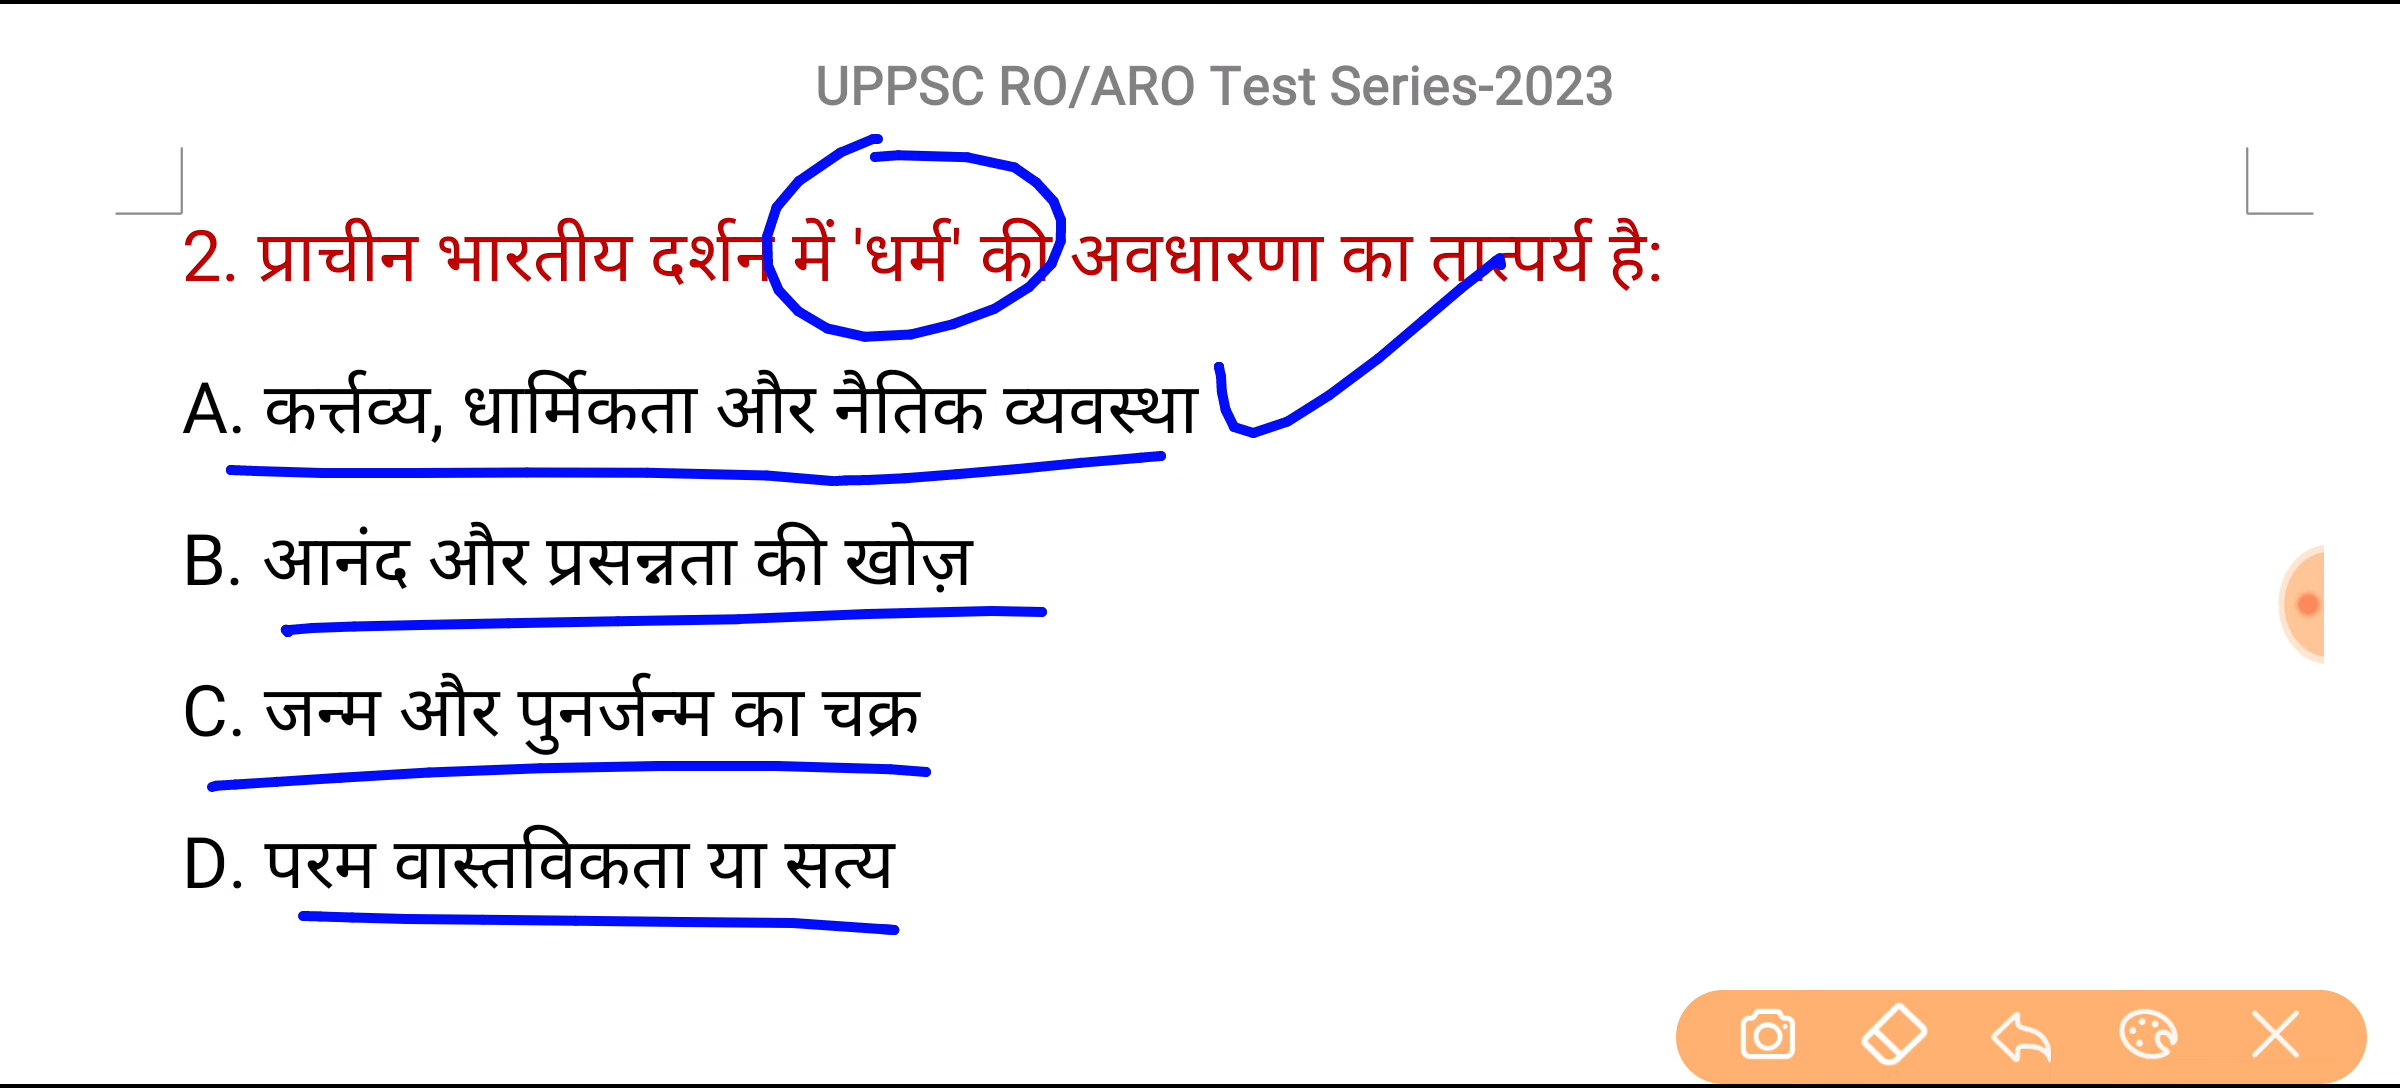 UPPSC RO/ARO Test Series-2023
2. प्राचीन भारतीय दर्शन में 'धर्म' की अवधारणा का तात्पर्य है:
A. कर्त्तव्य, धार्मिकता और नैतिक व्यवस्था
B. आनंद और प्रसन्नता की खोज़
C. जन्म और पुनर्जन्म का चक्र
D. परम वास्तविकता या सत्य